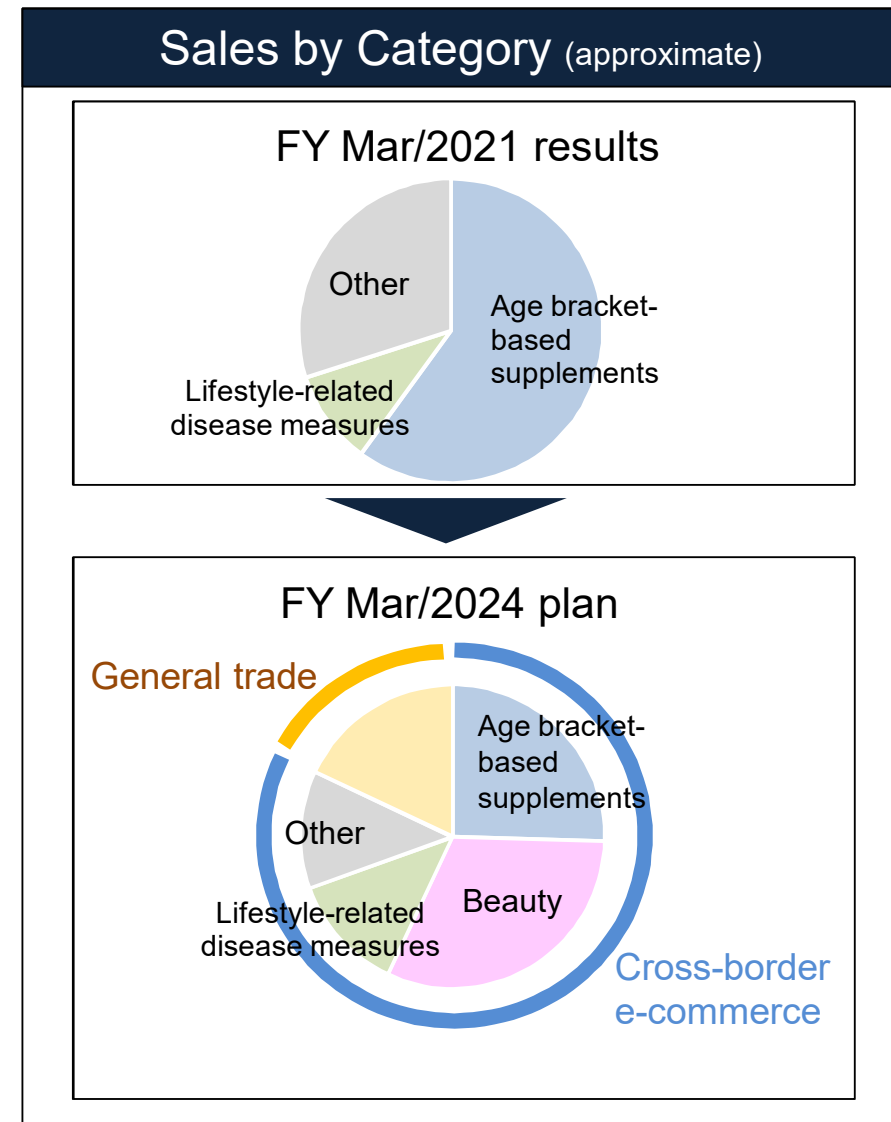 Sales by Category (approximate)
FY Mar/2021 results
Other
Age bracket-
based
supplements
Lifestyle-related
disease measures
FY Mar/2024 plan
General trade
Age bracket-
based
supplements
Other
Beauty
Lifestyle-related
disease measures
Cross-border
e-commerce